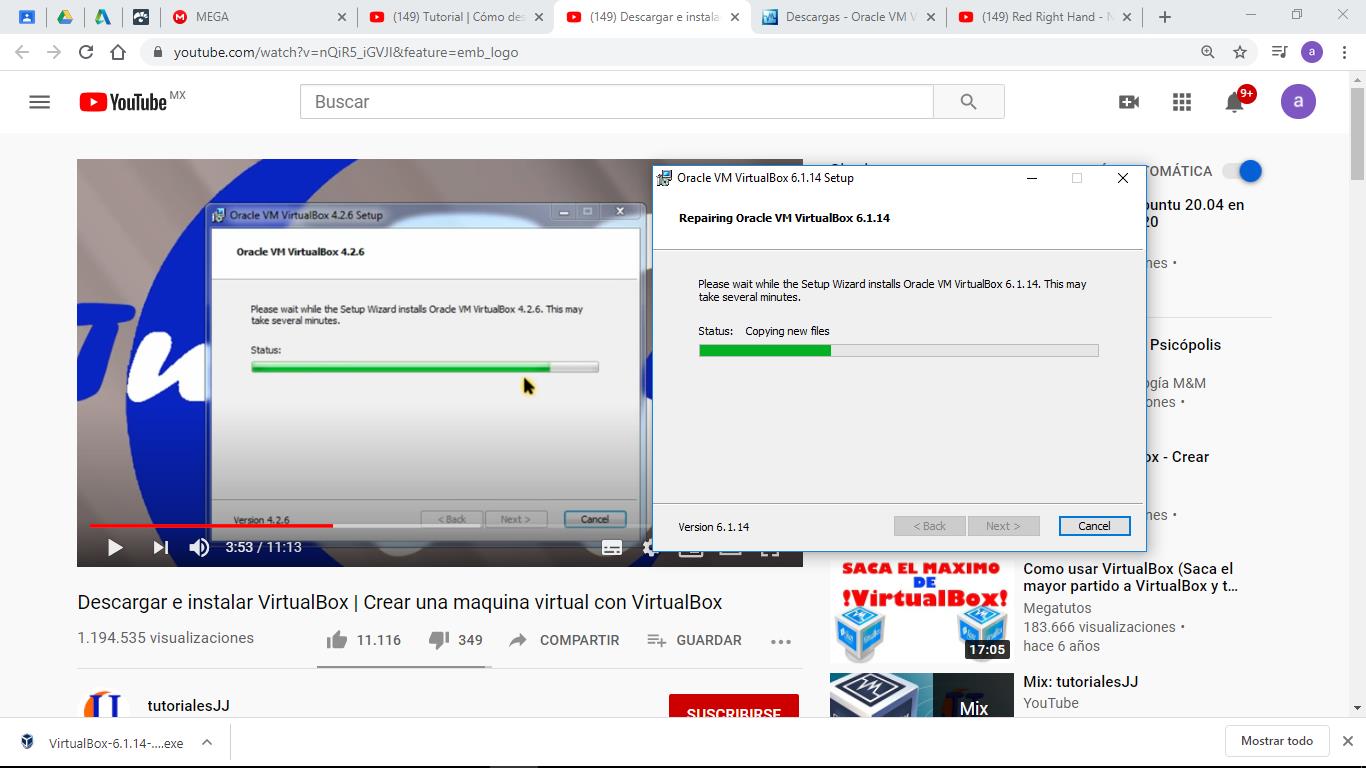 MEGA
(149) Tutorial | Cómo des
(149) Descargar e instala
Descargas – Oracle VM V
(149) Red Right Hand - N
youtube.com/watch?v=nQiR5_iGVJI&feature=emb_logo
a
YouTube MX
Buscar
9+
a
Oracle VM VirtualBox 4.2.6 Setup
Oracle VM VirtualBox 4.2.6
Please wait while the Setup Wizard installs Oracle VM VirtualBox 4.2.6. This may
take several minutes.
Status:
Version 4.2.6
< Back
Next >
Cancel
3:53 / 11:13
Oracle VM VirtualBox 6.1.14 Setup
Repairing Oracle VM VirtualBox 6.1.14
Please wait while the Setup Wizard installs Oracle VM VirtualBox 6.1.14. This may
take several minutes.
Status: Copying new files
Version 6.1.14
< Back
Next >
Cancel
OMÁTICA
buntu 20.04 en
20
nes •
Psicópolis
ogía M&M
ones •
ox - Crear
nes •
Descargar e instalar VirtualBox | Crear una maquina virtual con VirtualBox
1.194.535 visualizaciones
11.116
349
COMPARTIR
GUARDAR
tutorialesJJ
SUSCRIBIRSE
SACA EL MAXIMO
DE
!VirtualBox!
17:05
Como usar VirtualBox (Saca el
mayor partido a VirtualBox y t...
Megatutos
183.666 visualizaciones •
hace 6 años
Mix
Mix: tutorialesJJ
YouTube
VirtualBox-6.1.14-....exe
Mostrar todo